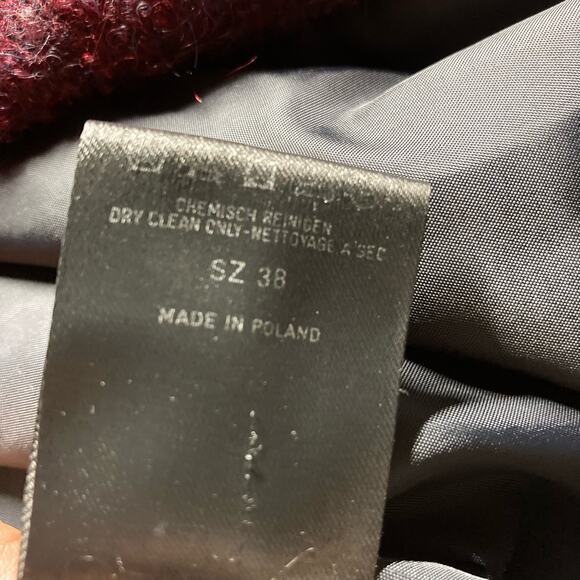 CHEMISCH REINIGEN
DRY CLEAN ONLY-NETTOYAGE A SEC
SZ 38
MADE IN POLAND